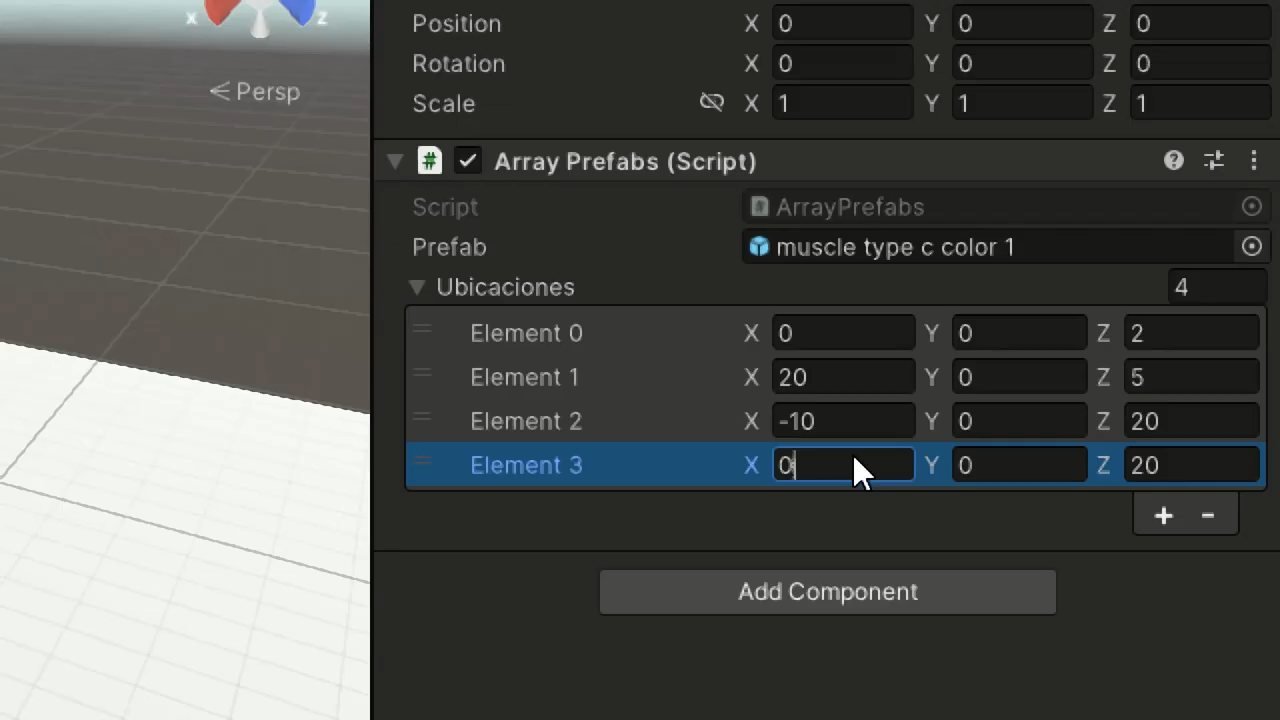 Position X 0 Y 0 Z 0
X Z
Rotation X 0 Y 0 Z 0
Persp
Scale X 1 Y 1 Z 1
# Array Prefabs (Script)
Script ArrayPrefabs
Prefab muscle type c color 1
Ubicaciones 4
Element 0 X 0 Y 0 Z 2
Element 1 X 20 Y 0 Z 5
Element 2 X -10 Y 0 Z 20
Element 3 X 0 Y 0 Z 20
+ -
Add Component